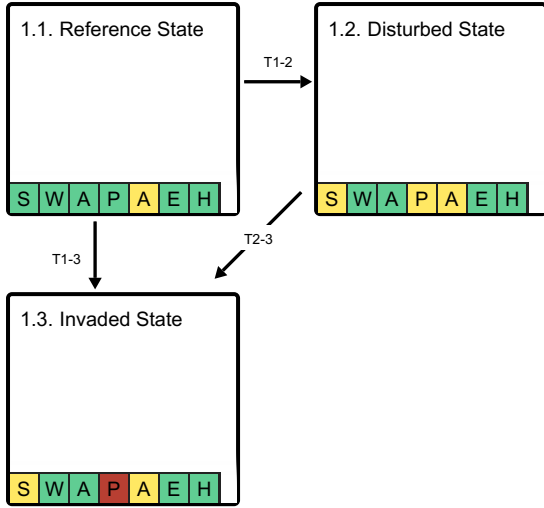 1.1. Reference State
1.2. Disturbed State
T1-2
S W A P A E H
S W A P A E H
T1-3
T2-3
1.3. Invaded State
S W A P A E H